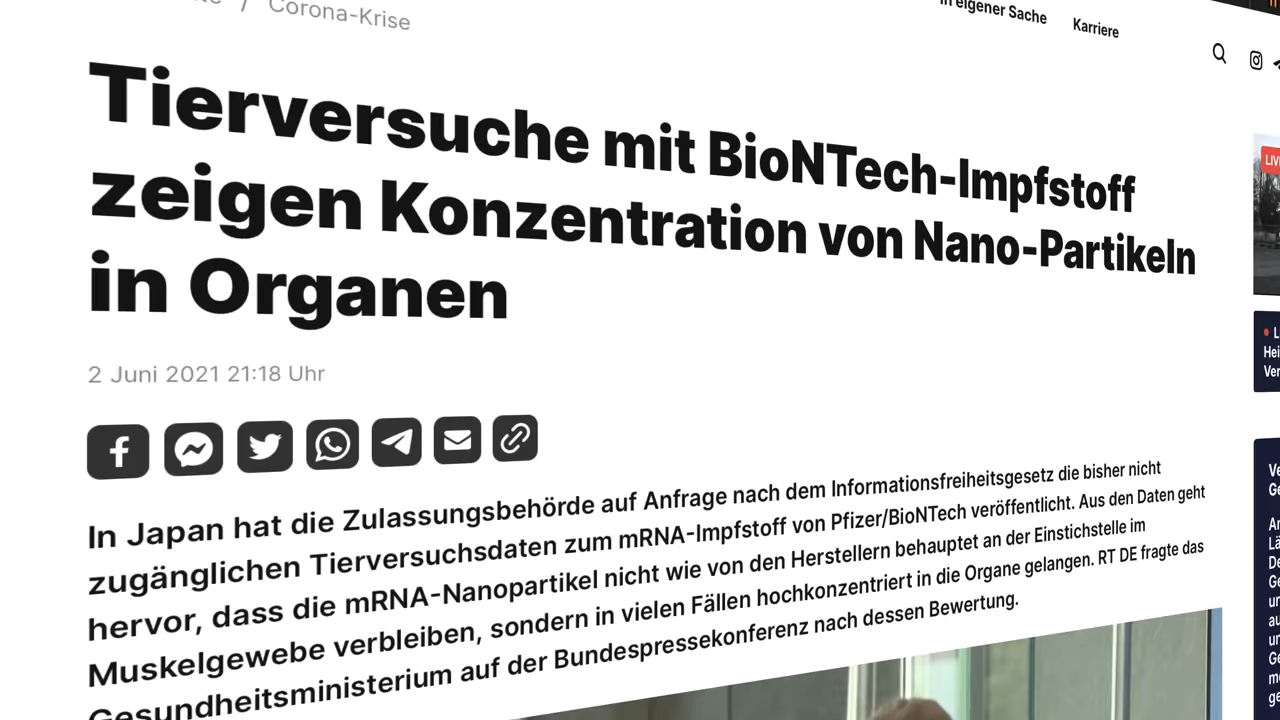 / Corona-Krise
in eigener Sache
Karriere
Tierversuche mit BioNTech-Impfstoff
zeigen Konzentration von Nano-Partikeln
in Organen
2 Juni 2021 21:18 Uhr
In Japan hat die Zulassungsbehörde auf Anfrage nach dem Informationsfreiheitsgesetz die bisher nicht
zugänglichen Tierversuchsdaten zum mRNA-Impfstoff von Pfizer/BioNTech veröffentlicht. Aus den Daten geht
hervor, dass die mRNA-Nanopartikel nicht wie von den Herstellern behauptet an der Einstichstelle im
Muskelgewebe verbleiben, sondern in vielen Fällen hochkonzentriert in die Organe gelangen. RT DE fragte das
Gesundheitsministerium auf der Bundespressekonferenz nach dessen Bewertung.